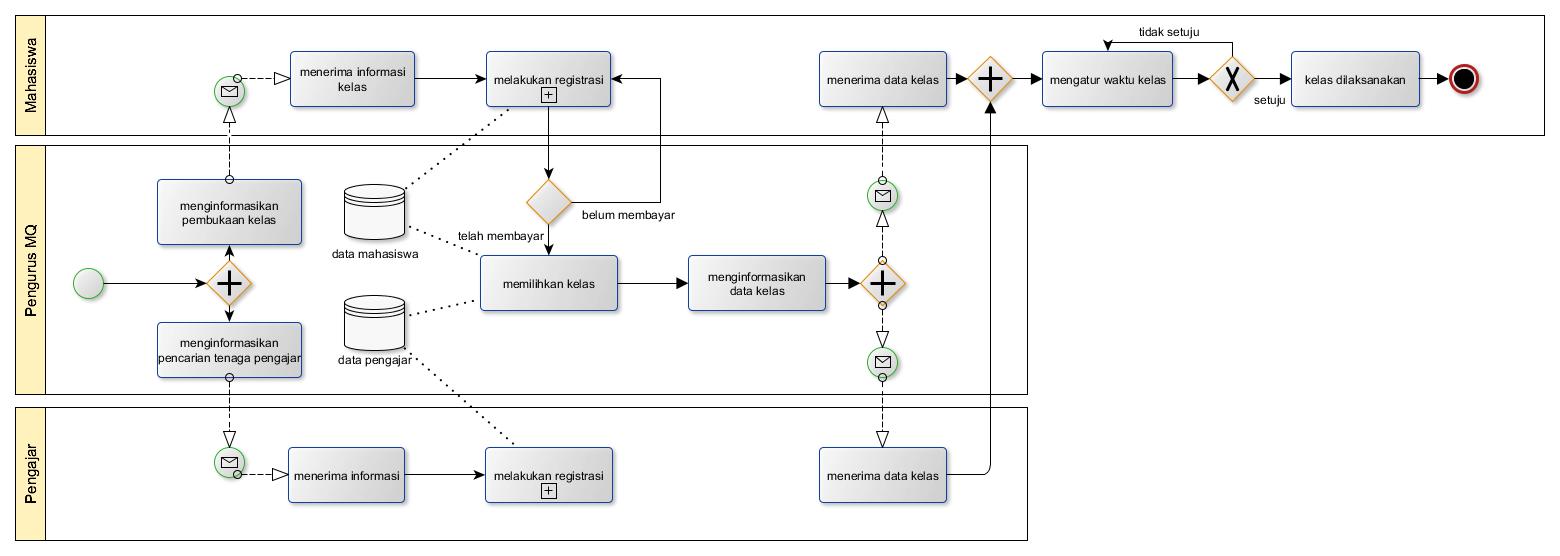 Mahasiswa
menerima informasi
kelas
melakukan registrasi
menerima data kelas
mengatur waktu kelas
tidak setuju
setuju
kelas dilaksanakan
Pengurus MQ
menginformasikan
pembukaan kelas
menginformasikan
pencarian tenaga pengajar
data mahasiswa
data pengajar
belum membayar
telah membayar
memilihkan kelas
menginformasikan
data kelas
Pengajar
menerima informasi
melakukan registrasi
menerima data kelas